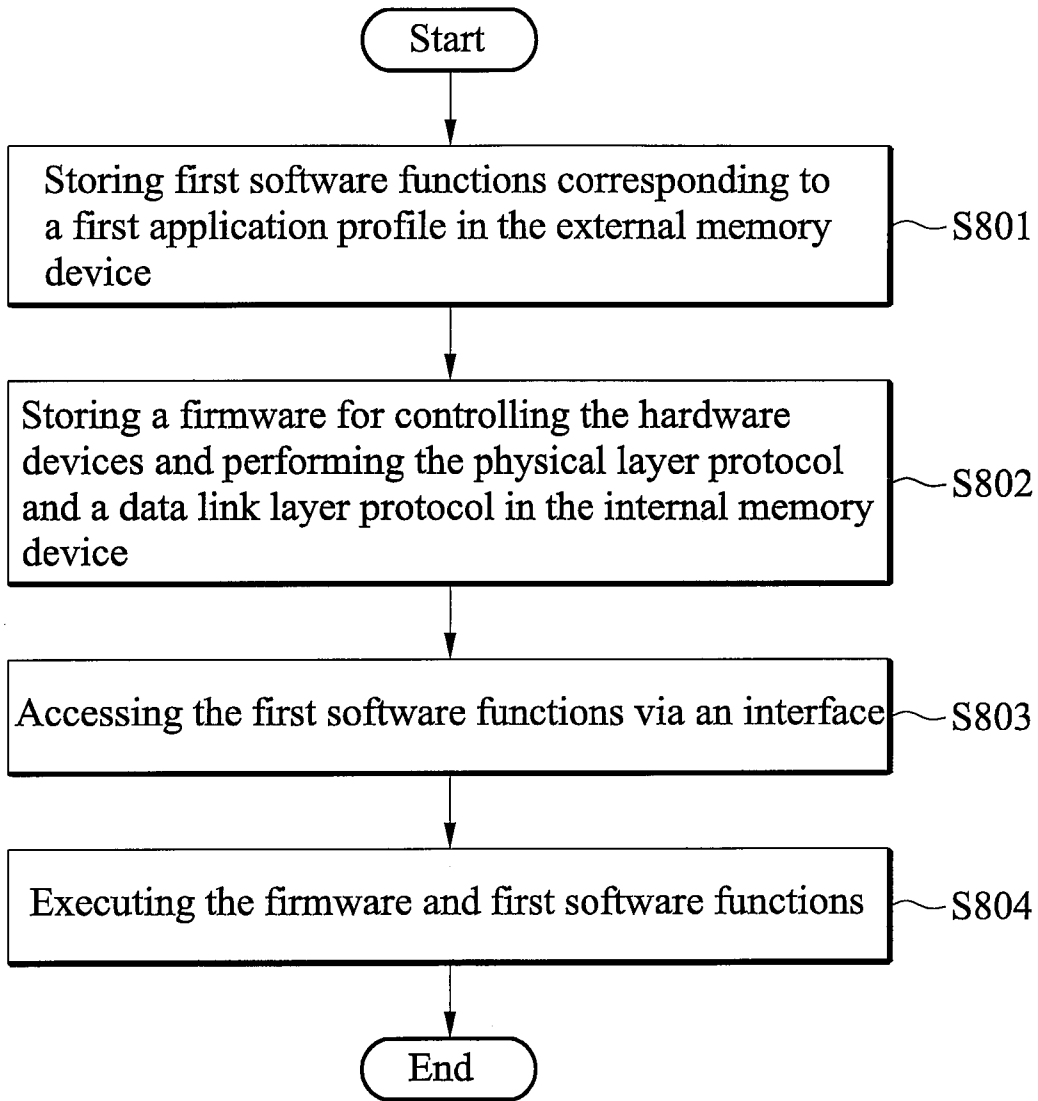 Start
Storing first software functions corresponding to
a first application profile in the external memory
device
S801
Storing a firmware for controlling the hardware
devices and performing the physical layer protocol
and a data link layer protocol in the internal memory
device
S802
Accessing the first software functions via an interface
S803
Executing the firmware and first software functions
S804
End